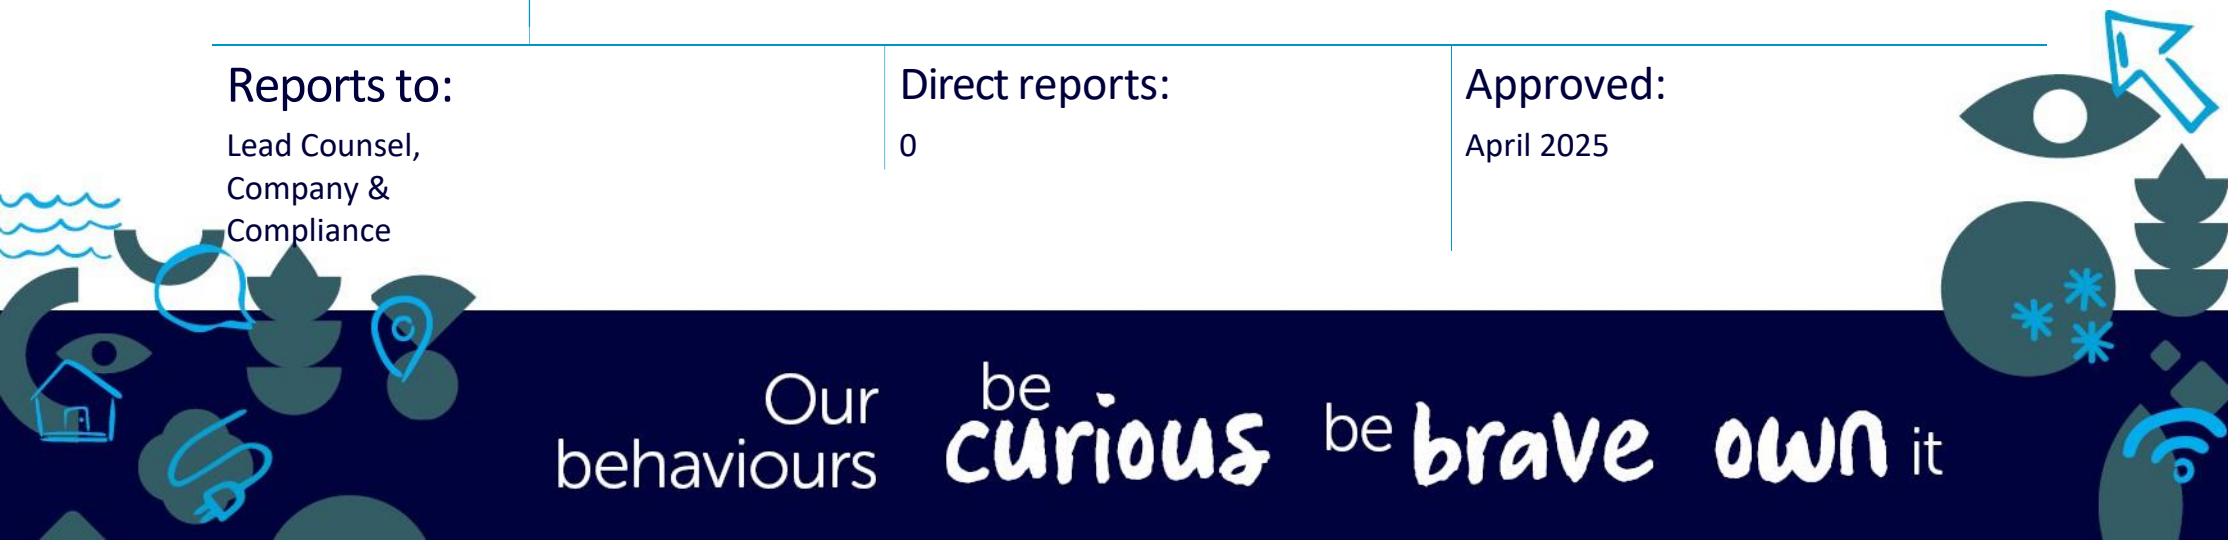 Reports to:
Lead Counsel,
Company &
Compliance
Direct reports:
0
Approved:
April 2025
Our
behaviours
be
curious
be brave
own it